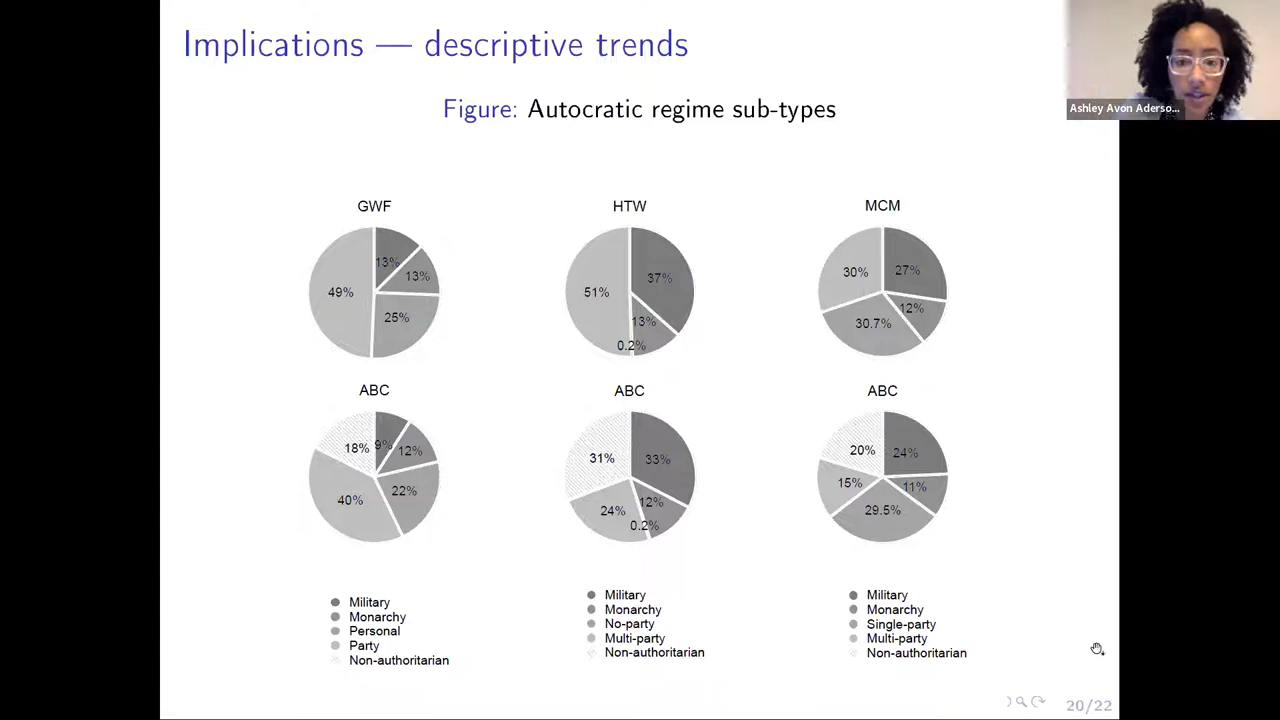 Implications — descriptive trends
Ashley Avon Aderso...
Figure: Autocratic regime sub-types
GWF
13%
13%
25%
49%
HTW
37%
13%
0.2%
51%
MCM
27%
12%
30.7%
30%
ABC
9%
12%
22%
40%
18%
ABC
33%
12%
0.2%
24%
31%
ABC
24%
11%
29.5%
15%
20%
Military
Monarchy
Personal
Party
Non-authoritarian
Military
Monarchy
No-party
Multi-party
Non-authoritarian
Military
Monarchy
Single-party
Multi-party
Non-authoritarian
20/22